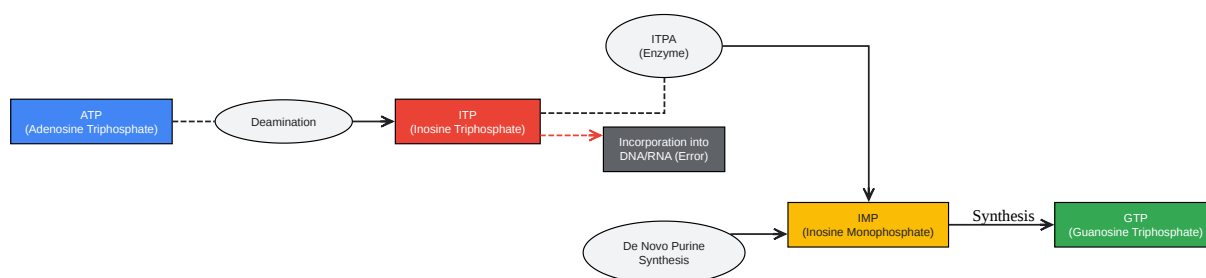 ITPA
(Enzyme)
ATP
(Adenosine Triphosphate)
Deamination
ITP
(Inosine Triphosphate)
Incorporation into
DNA/RNA (Error)
IMP
(Inosine Monophosphate)
Synthesis
GTP
(Guanosine Triphosphate)
De Novo Purine
Synthesis